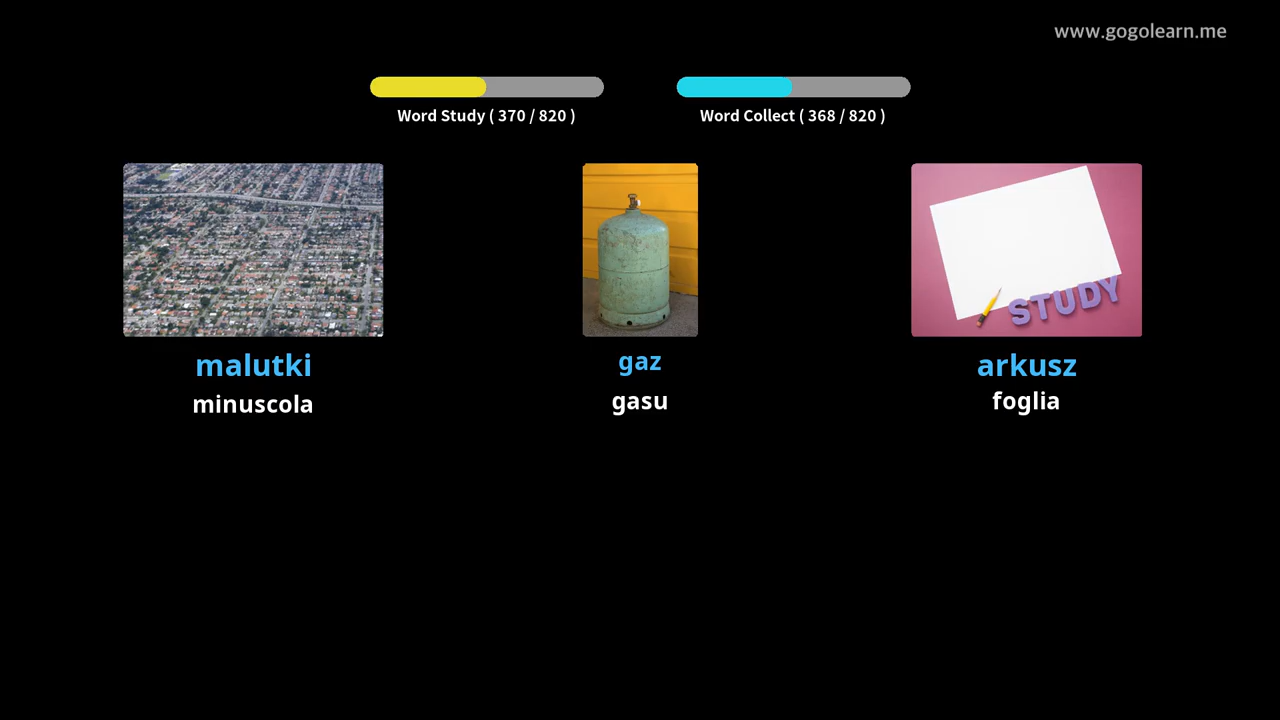 www.gogolearn.me
Word Study ( 370 / 820 )
Word Collect ( 368 / 820 )
STUDY
malutki
gaz
arkusz
minuscola
gasu
foglia